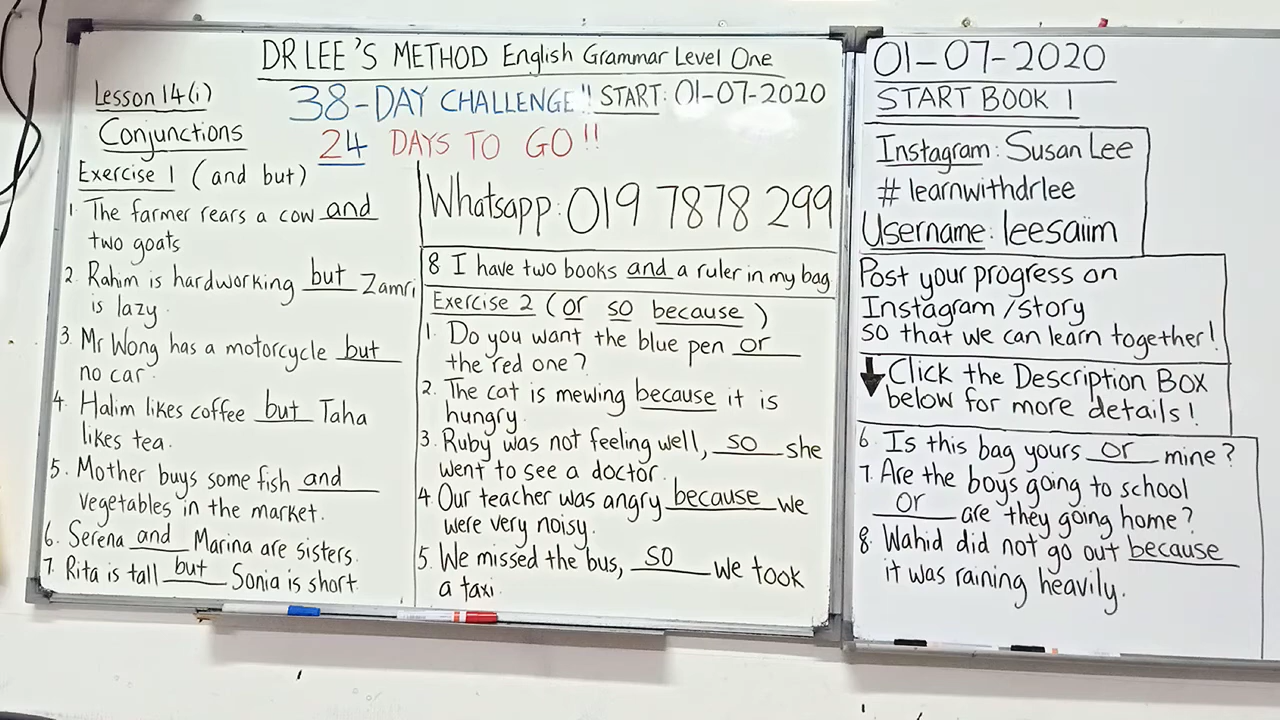 DR LEE'S METHOD English Grammar Level One
Lesson 14(i)
38-DAY CHALLENGE!! START: 01-07-2020
Conjunctions
24 DAYS TO GO!!
Exercise 1 (and but)
1. The farmer rears a cow and
two goats
2. Rahim is hardworking but Zamri
is lazy.
3. Mr Wong has a motorcycle but
no car.
4. Halim likes coffee but Taha
likes tea.
5. Mother buys some fish and
vegetables in the market.
6. Serena and Marina are sisters.
7. Rita is tall but Sonia is short.
Whatsapp: 019 7878 299
8 I have two books and a ruler in my bag
Exercise 2 (or so because)
1. Do you want the blue pen or
the red one?
2. The cat is mewing because it is
hungry.
3. Ruby was not feeling well, so she
went to see a doctor.
4. Our teacher was angry because we
were very noisy.
5. We missed the bus, so we took
a taxi.
01-07-2020
START BOOK 1
Instagram: Susan Lee
# learnwithdrlee
Username: leesaiim
Post your progress on
Instagram/story
so that we can learn together!
Click the Description Box
below for more details!
6. Is this bag yours or mine?
7. Are the boys going to school
or are they going home?
8. Wahid did not go out because
it was raining heavily.